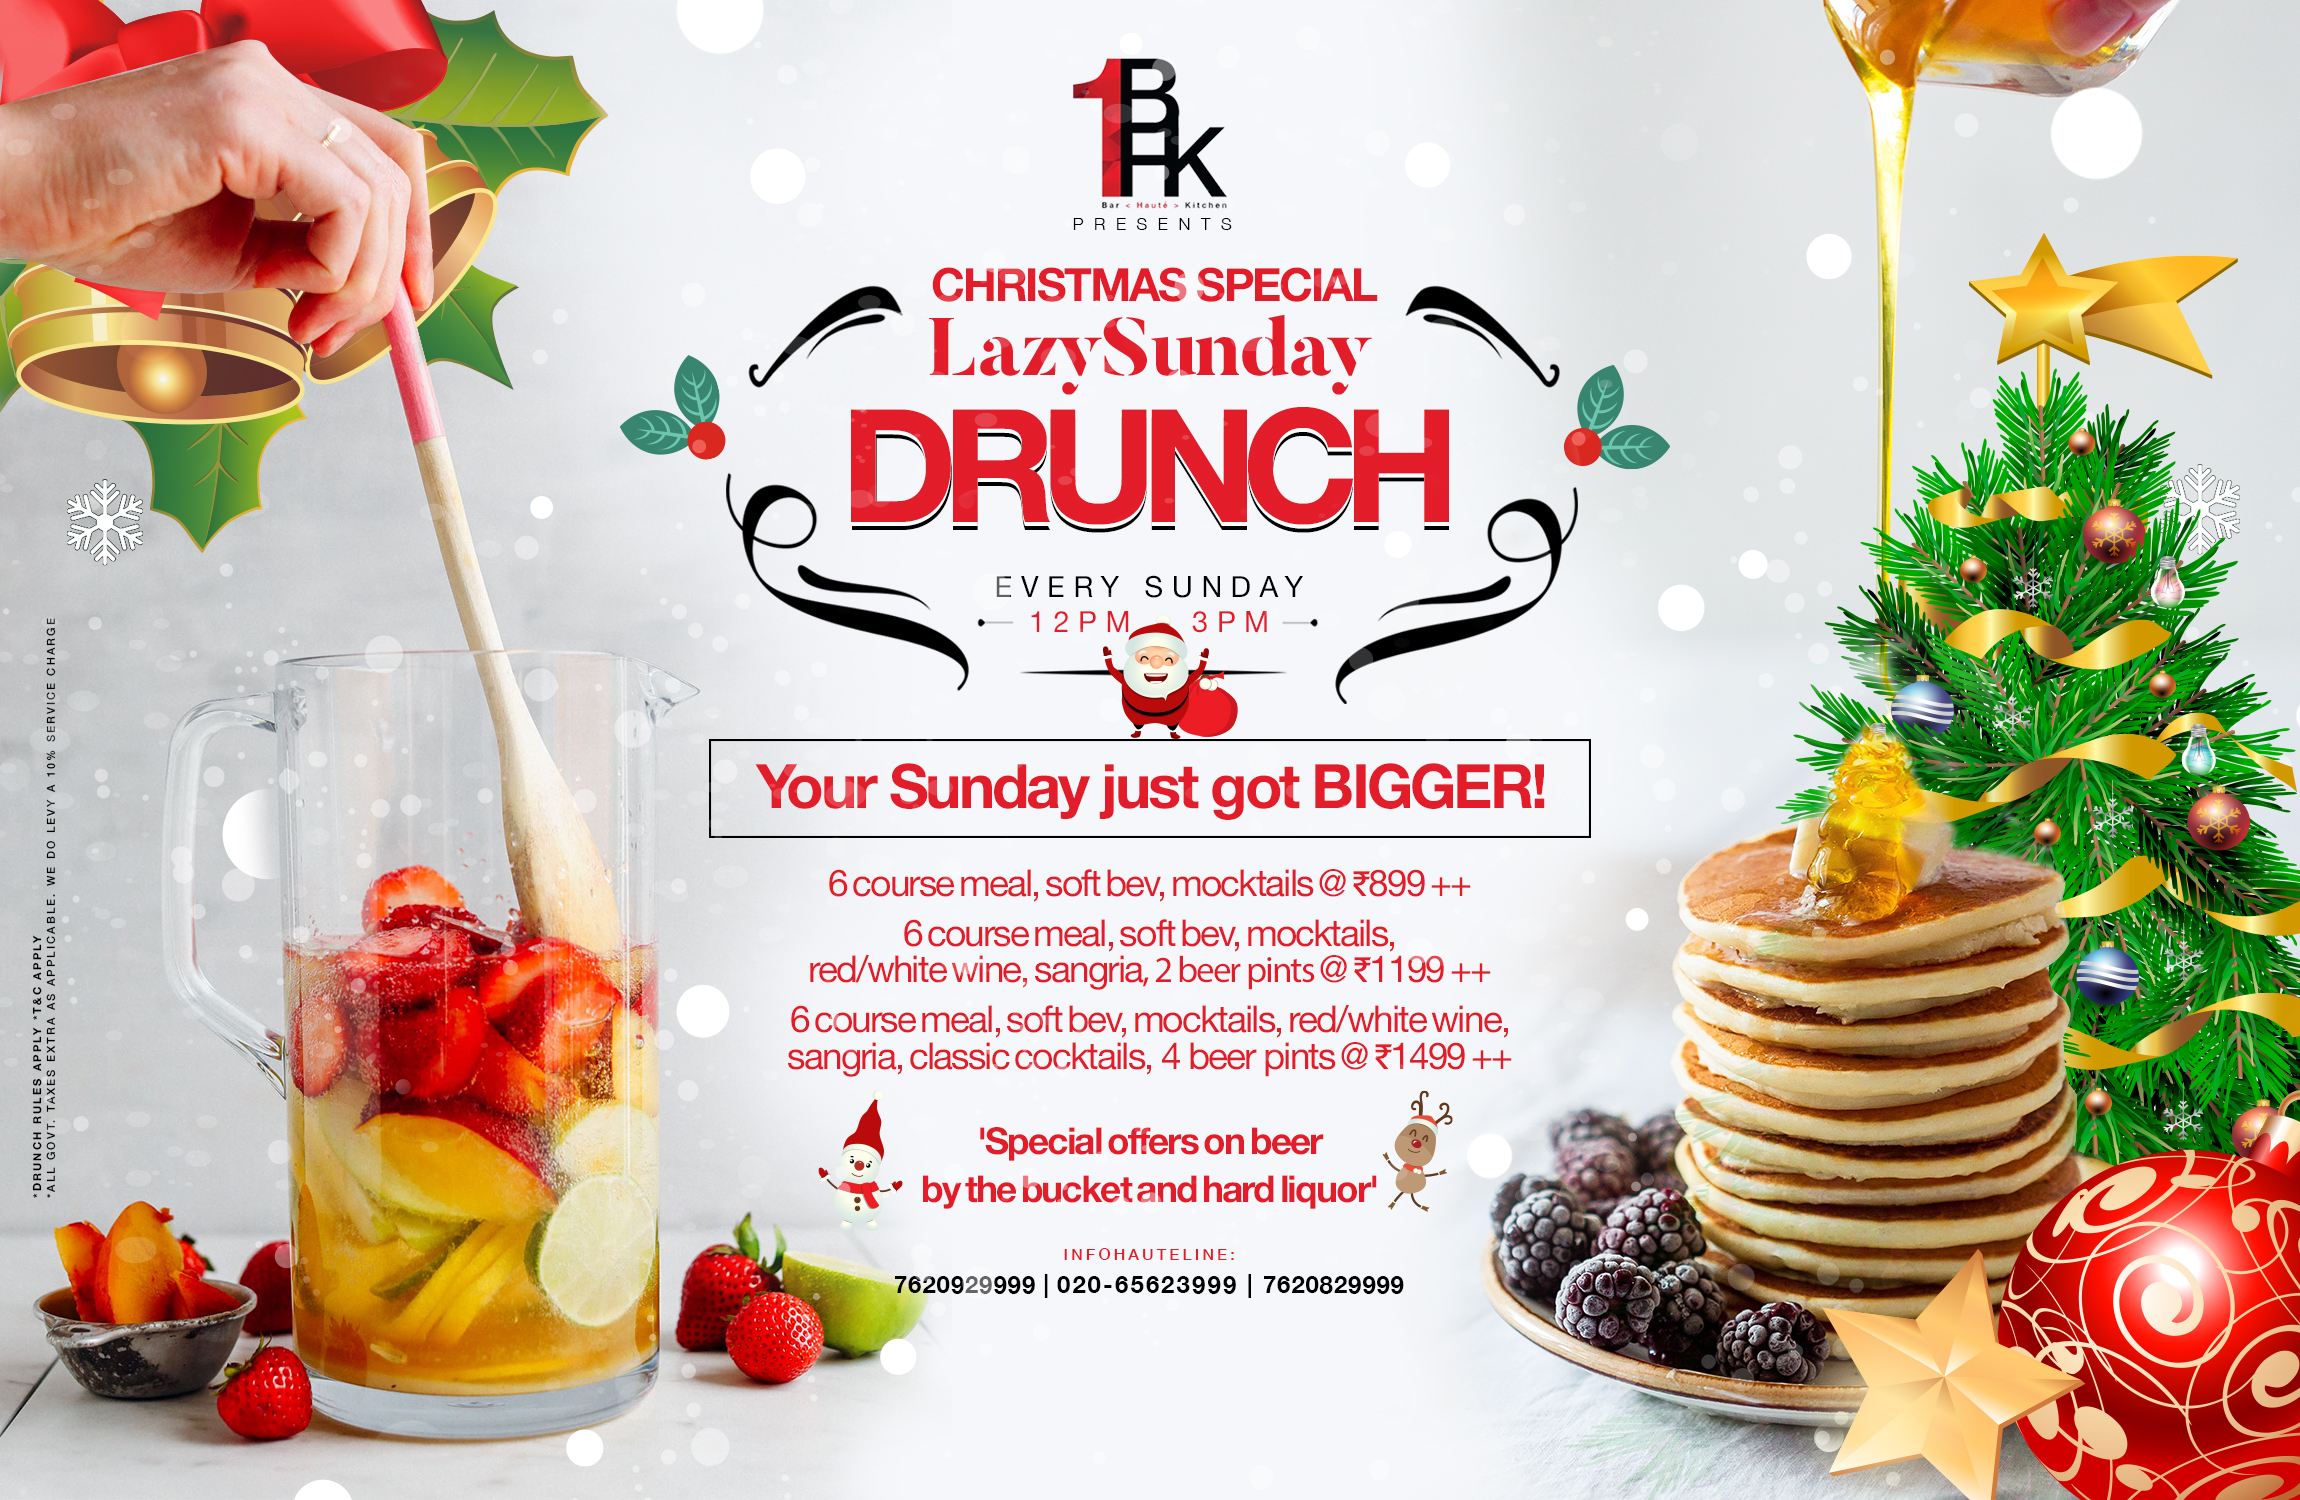 1BHK
Bar < Hauté > Kitchen
PRESENTS
CHRISTMAS SPECIAL
Lazy Sunday
DRUNCH
EVERY SUNDAY
12PM 3PM
Your Sunday just got BIGGER!
6 course meal, soft bev, mocktails @ ₹899 ++
6 course meal, soft bev, mocktails,
red/white wine, sangria, 2 beer pints @ ₹1199 ++
6 course meal, soft bev, mocktails, red/white wine,
sangria, classic cocktails, 4 beer pints @ ₹1499 ++
'Special offers on beer
by the bucket and hard liquor'
INFOHAUTELINE:
7620929999 | 020-65623999 | 7620829999
*DRUNCH RULES APPLY *T&C APPLY
*ALL GOVT. TAXES EXTRA AS APPLICABLE. WE DO LEVY A 10% SERVICE CHARGE